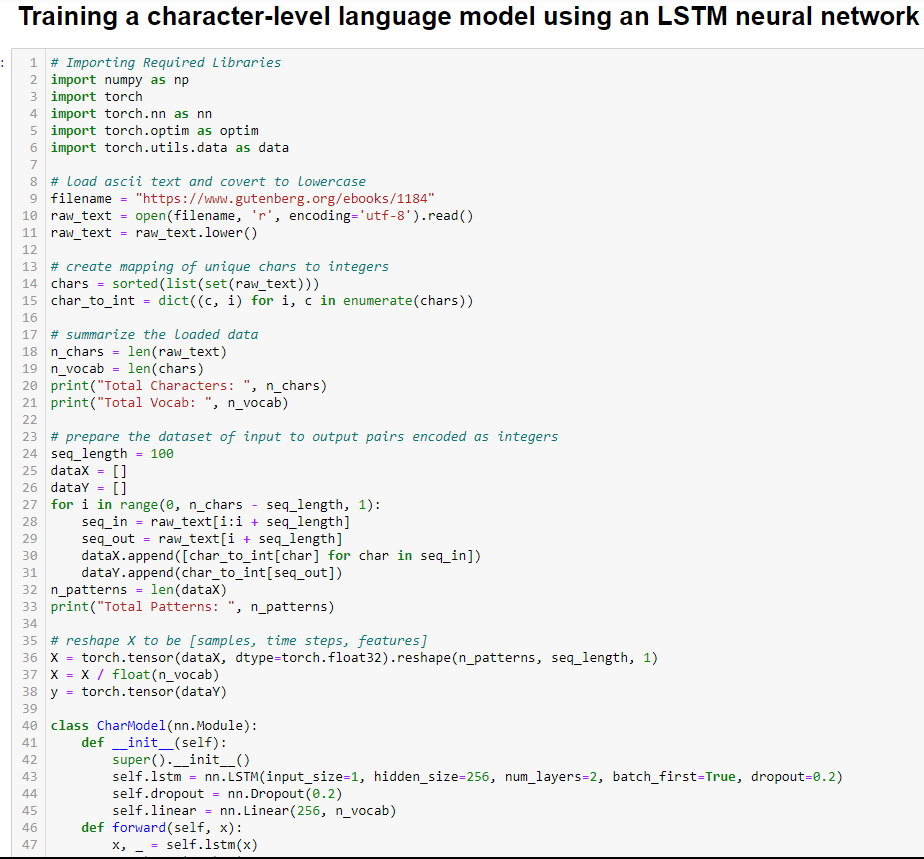 Training a character-level language model using an LSTM neural network
:
1 # Importing Required Libraries
2 import numpy as np
3 import torch
4 import torch.nn as nn
5 import torch.optim as optim
6 import torch.utils.data as data
7
8 # load ascii text and covert to lowercase
9 filename = "https://www.gutenberg.org/ebooks/1184"
10 raw_text = open(filename, 'r', encoding='utf-8').read()
11 raw_text = raw_text.lower()
12
13 # create mapping of unique chars to integers
14 chars = sorted(list(set(raw_text)))
15 char_to_int = dict((c, i) for i, c in enumerate(chars))
16
17 # summarize the loaded data
18 n_chars = len(raw_text)
19 n_vocab = len(chars)
20 print("Total Characters: ", n_chars)
21 print("Total Vocab: ", n_vocab)
22
23 # prepare the dataset of input to output pairs encoded as integers
24 seq_length = 100
25 dataX = []
26 dataY = []
27 for i in range(0, n_chars - seq_length, 1):
28     seq_in = raw_text[i:i + seq_length]
29     seq_out = raw_text[i + seq_length]
30     dataX.append([char_to_int[char] for char in seq_in])
31     dataY.append(char_to_int[seq_out])
32 n_patterns = len(dataX)
33 print("Total Patterns: ", n_patterns)
34
35 # reshape X to be [samples, time steps, features]
36 X = torch.tensor(dataX, dtype=torch.float32).reshape(n_patterns, seq_length, 1)
37 X = X / float(n_vocab)
38 y = torch.tensor(dataY)
39
40 class CharModel(nn.Module):
41     def __init__(self):
42         super().__init__()
43         self.lstm = nn.LSTM(input_size=1, hidden_size=256, num_layers=2, batch_first=True, dropout=0.2)
44         self.dropout = nn.Dropout(0.2)
45         self.linear = nn.Linear(256, n_vocab)
46     def forward(self, x):
47         x, _ = self.lstm(x)